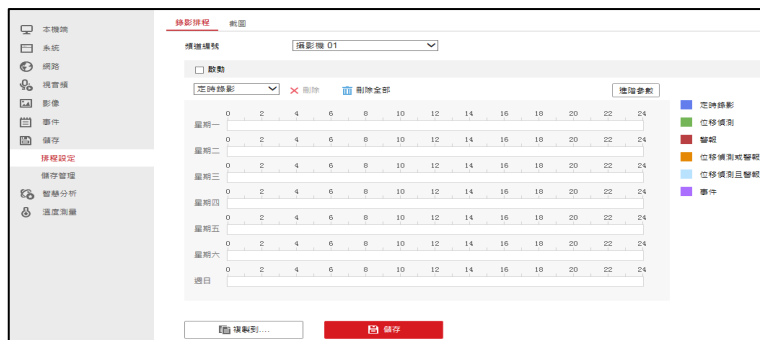 本機端
系統
網路
視音頻
影像
事件
儲存
排程設定
儲存管理
智慧分析
溫度測量
錄影排程 截圖
頻道編號 攝影機 01
啟動
定時錄影 刪除 刪除全部 進階參數
0 2 4 6 8 10 12 14 16 18 20 22 24
星期一
0 2 4 6 8 10 12 14 16 18 20 22 24
星期二
0 2 4 6 8 10 12 14 16 18 20 22 24
星期三
0 2 4 6 8 10 12 14 16 18 20 22 24
星期四
0 2 4 6 8 10 12 14 16 18 20 22 24
星期五
0 2 4 6 8 10 12 14 16 18 20 22 24
星期六
0 2 4 6 8 10 12 14 16 18 20 22 24
週日
定時錄影
位移偵測
警報
位移偵測或警報
位移偵測且警報
事件
複製到.... 儲存